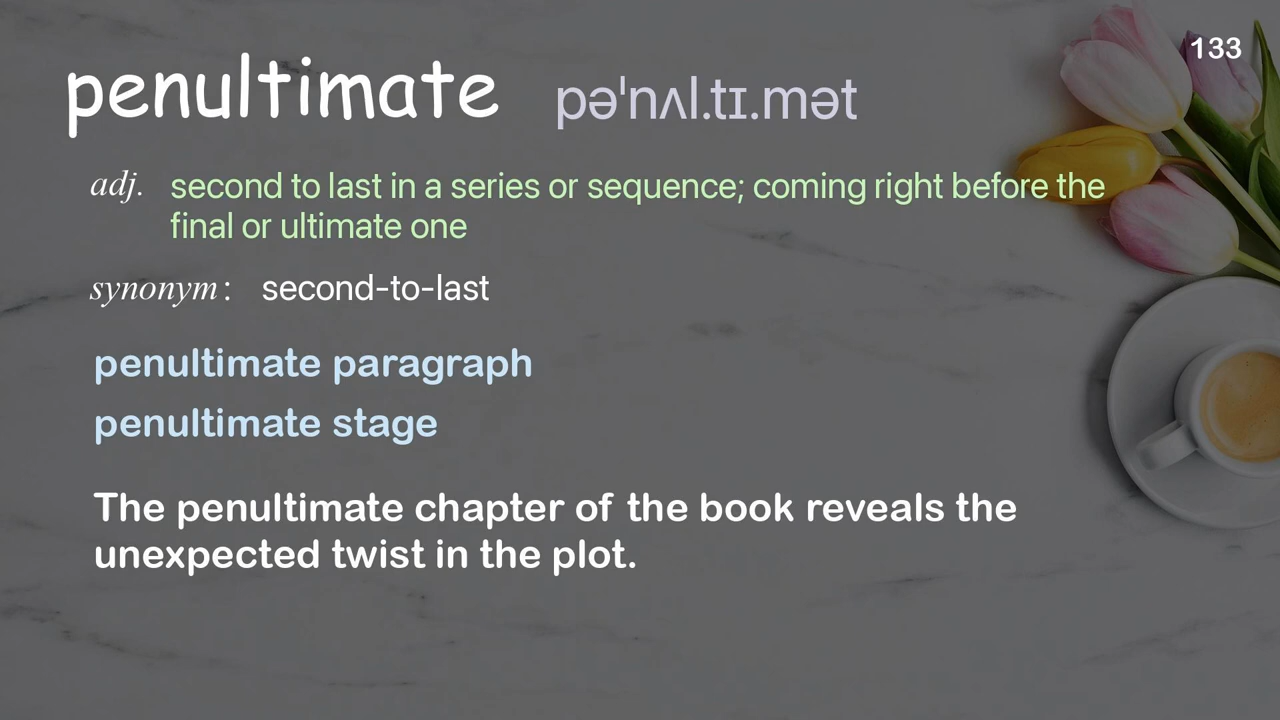 133
penultimate pəˈnʌl.tɪ.mət
adj. second to last in a series or sequence; coming right before the
final or ultimate one
synonym: second-to-last
penultimate paragraph
penultimate stage
The penultimate chapter of the book reveals the
unexpected twist in the plot.